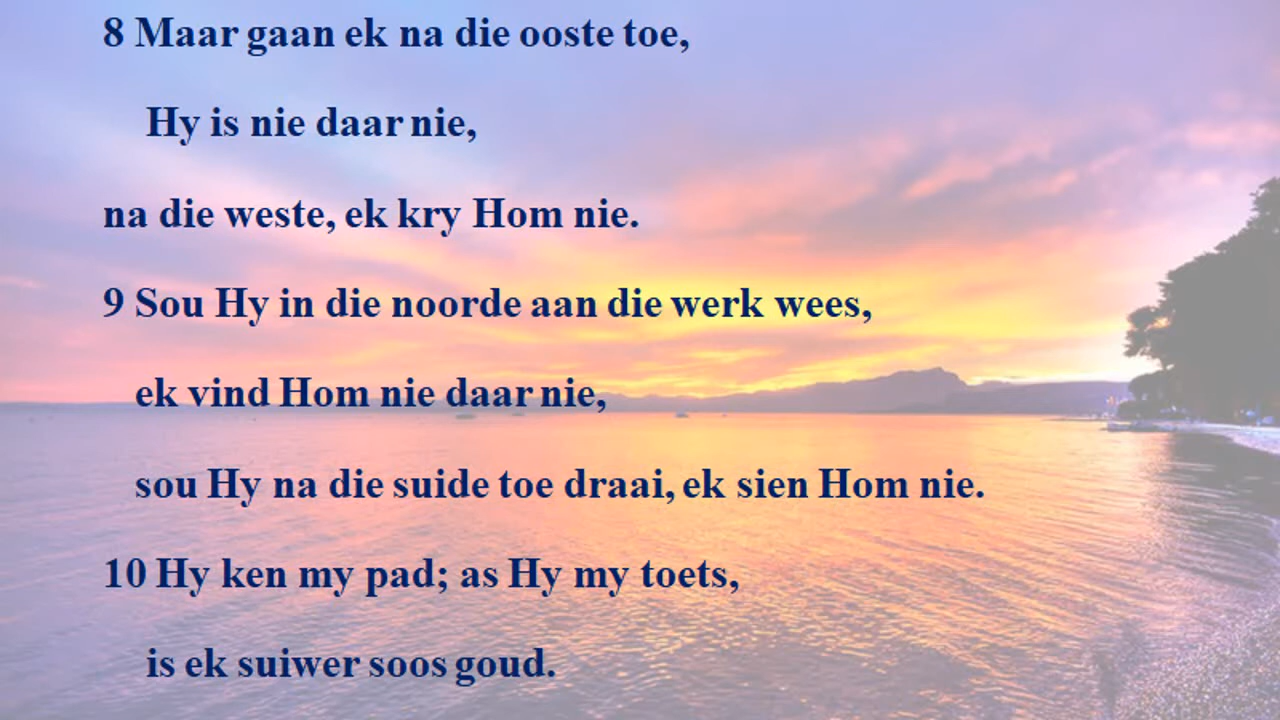 8 Maar gaan ek na die ooste toe,
Hy is nie daar nie,
na die weste, ek kry Hom nie.
9 Sou Hy in die noorde aan die werk wees,
ek vind Hom nie daar nie,
sou Hy na die suide toe draai, ek sien Hom nie.
10 Hy ken my pad; as Hy my toets,
is ek suiwer soos goud.